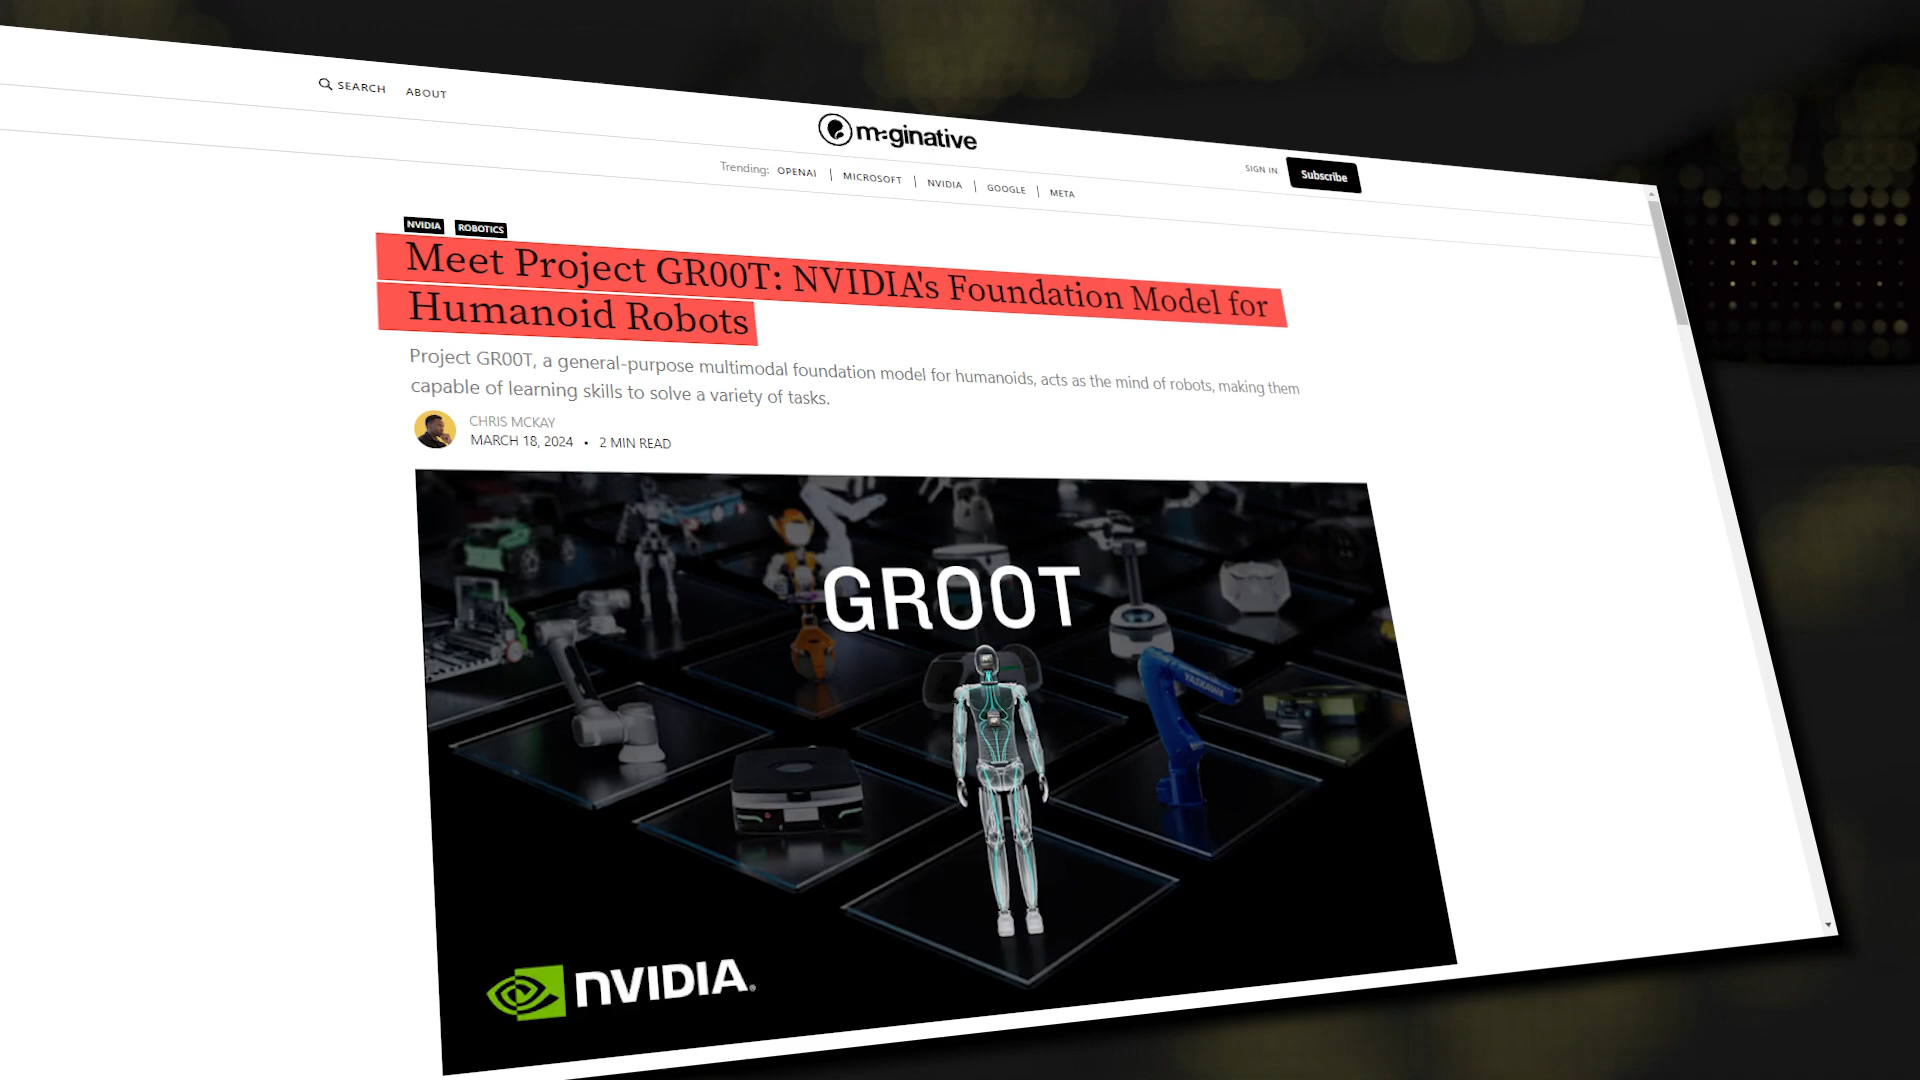 SEARCH ABOUT
maginative
SIGN IN Subscribe
Trending: OPENAI | MICROSOFT | NVIDIA | GOOGLE | META
NVIDIA ROBOTICS
Meet Project GR00T: NVIDIA's Foundation Model for
Humanoid Robots
Project GR00T, a general-purpose multimodal foundation model for humanoids, acts as the mind of robots, making them
capable of learning skills to solve a variety of tasks.
CHRIS MCKAY
MARCH 18, 2024 • 2 MIN READ
GR00T
YASKAWA
NVIDIA.